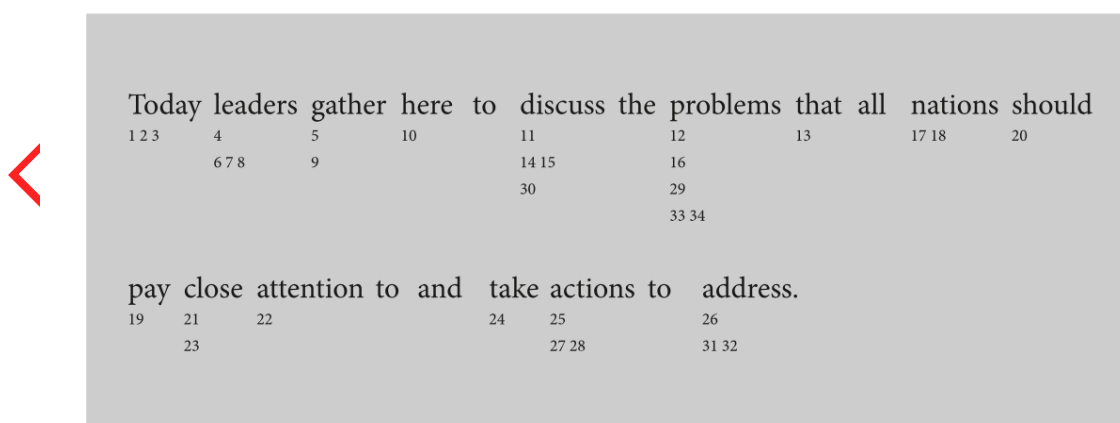 Today leaders gather here to discuss the problems that all nations should
1 2 3 4 5 10 11 12 13 17 18 20
6 7 8 9 14 15 16
30 29
33 34
pay close attention to and take actions to address.
19 21 22 24 25 26
23 27 28 31 32